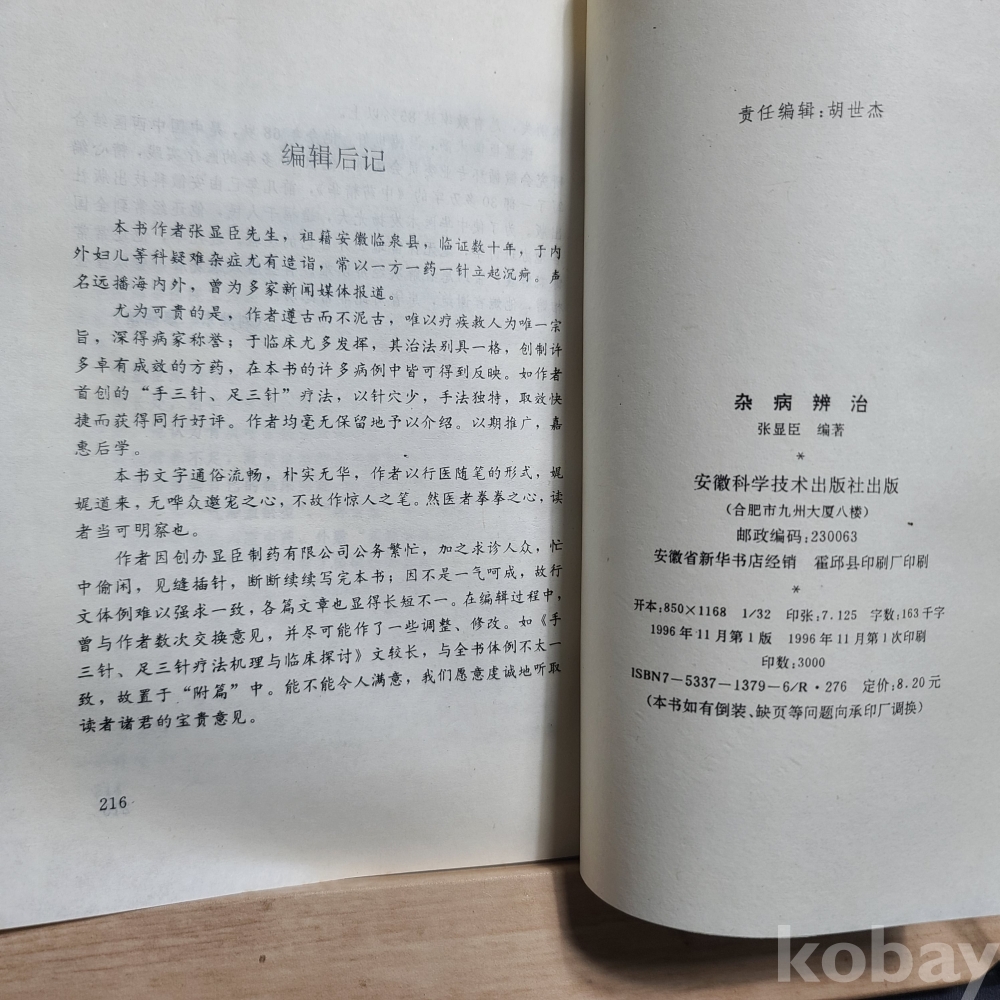 编辑后记
本书作者张显臣先生，祖籍安徽临泉县，临证数十年，于内
外妇儿等科疑难杂症尤有造诣，常以一方一药一针立起沉疴。声
名远播海内外，曾为多家新闻媒体报道。
尤为可贵的是，作者遵古而不泥古，唯以疗疾救人为唯一宗
旨，深得病家称誉；于临床尤多发挥，其治法别具一格，创制许
多卓有成效的方药，在本书的许多病例中皆可得到反映。如作者
首创的“手三针、足三针”疗法，以针穴少，手法独特，取效快
捷而获得同行好评。作者均毫无保留地予以介绍。以期推广，嘉
惠后学。
本书文字通俗流畅，朴实无华，作者以行医随笔的形式，娓
娓道来，无哗众邀宠之心，不故作惊人之笔。然医者拳拳之心，读
者当可明察也。
作者因创办显臣制药有限公司公务繁忙，加之求诊人众，忙
中偷闲，见缝插针，断断续续写完本书；因不是一气呵成，故行
文体例难以强求一致，各篇文章也显得长短不一。在编辑过程中，
曾与作者数次交换意见，并尽可能作了一些调整、修改。如《手
三针、足三针疗法机理与临床探讨》文较长，与全书体例不太一
致，故置于“附篇”中。能不能令人满意，我们愿意虔诚地听取
读者诸君的宝贵意见。
216
责任编辑：胡世杰
杂病辨治
张显臣 编著
*
安徽科学技术出版社出版
（合肥市九州大厦八楼）
邮政编码：230063
安徽省新华书店经销 霍邱县印刷厂印刷
*
开本：850×1168 1/32 印张：7.125 字数：163千字
1996年11月第1版 1996年11月第1次印刷
印数：3000
ISBN7-5337-1379-6/R·276 定价：8.20元
（本书如有倒装、缺页等问题向承印厂调换）
kobay